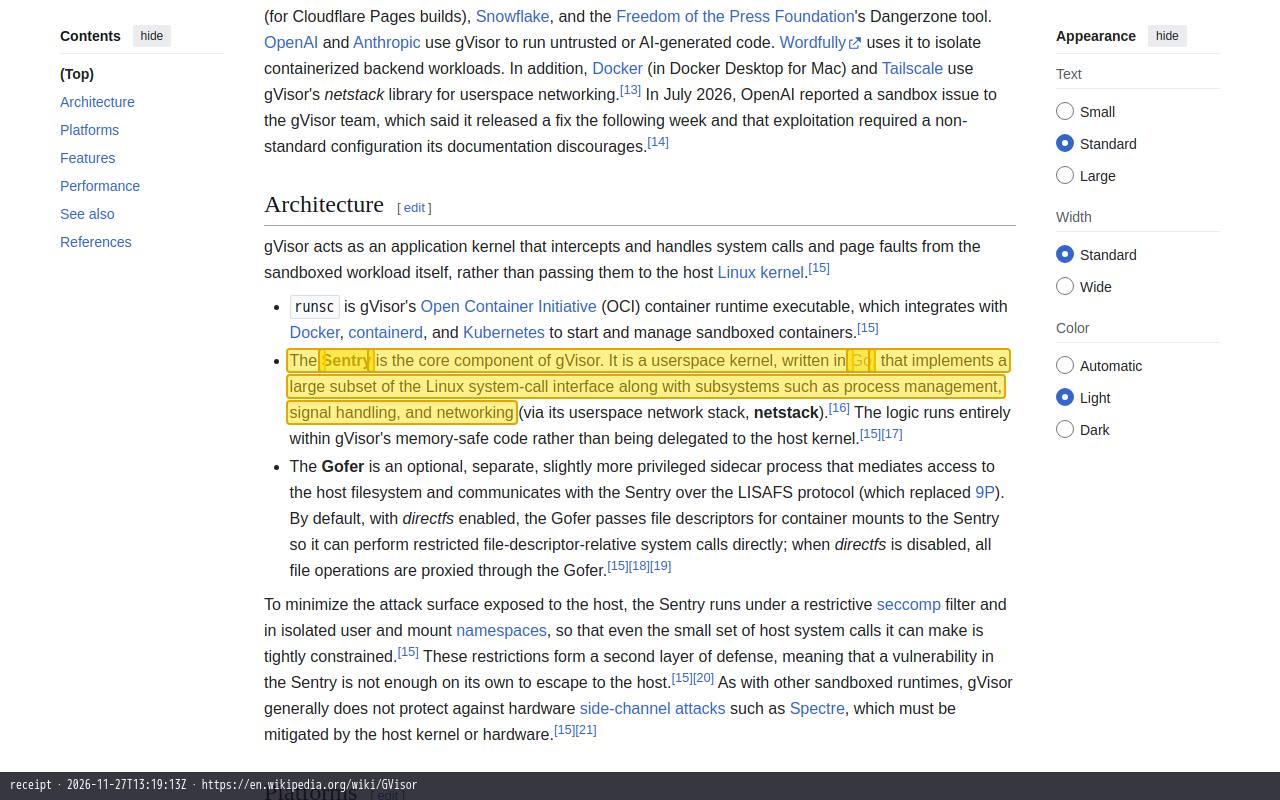 Contents hide
(Top)
Architecture
Platforms
Features
Performance
See also
References
(for Cloudflare Pages builds), Snowflake, and the Freedom of the Press Foundation's Dangerzone tool.
OpenAI and Anthropic use gVisor to run untrusted or AI-generated code. Wordfully uses it to isolate
containerized backend workloads. In addition, Docker (in Docker Desktop for Mac) and Tailscale use
gVisor's netstack library for userspace networking.[13] In July 2026, OpenAI reported a sandbox issue to
the gVisor team, which said it released a fix the following week and that exploitation required a non-
standard configuration its documentation discourages.[14]
Architecture [ edit ]
gVisor acts as an application kernel that intercepts and handles system calls and page faults from the
sandboxed workload itself, rather than passing them to the host Linux kernel.[15]
• runsc is gVisor's Open Container Initiative (OCI) container runtime executable, which integrates with
Docker, containerd, and Kubernetes to start and manage sandboxed containers.[15]
• The Sentry is the core component of gVisor. It is a userspace kernel, written in Go, that implements a
large subset of the Linux system-call interface along with subsystems such as process management,
signal handling, and networking (via its userspace network stack, netstack).[16] The logic runs entirely
within gVisor's memory-safe code rather than being delegated to the host kernel.[15][17]
• The Gofer is an optional, separate, slightly more privileged sidecar process that mediates access to
the host filesystem and communicates with the Sentry over the LISAFS protocol (which replaced 9P).
By default, with directfs enabled, the Gofer passes file descriptors for container mounts to the Sentry
so it can perform restricted file-descriptor-relative system calls directly; when directfs is disabled, all
file operations are proxied through the Gofer.[15][18][19]
To minimize the attack surface exposed to the host, the Sentry runs under a restrictive seccomp filter and
in isolated user and mount namespaces, so that even the small set of host system calls it can make is
tightly constrained.[15] These restrictions form a second layer of defense, meaning that a vulnerability in
the Sentry is not enough on its own to escape to the host.[15][20] As with other sandboxed runtimes, gVisor
generally does not protect against hardware side-channel attacks such as Spectre, which must be
mitigated by the host kernel or hardware.[15][21]
Platforms [ edit ]
Appearance hide
Text
Small
Standard
Large
Width
Standard
Wide
Color
Automatic
Light
Dark
receipt · 2026-11-27T13:19:13Z · https://en.wikipedia.org/wiki/GVisor